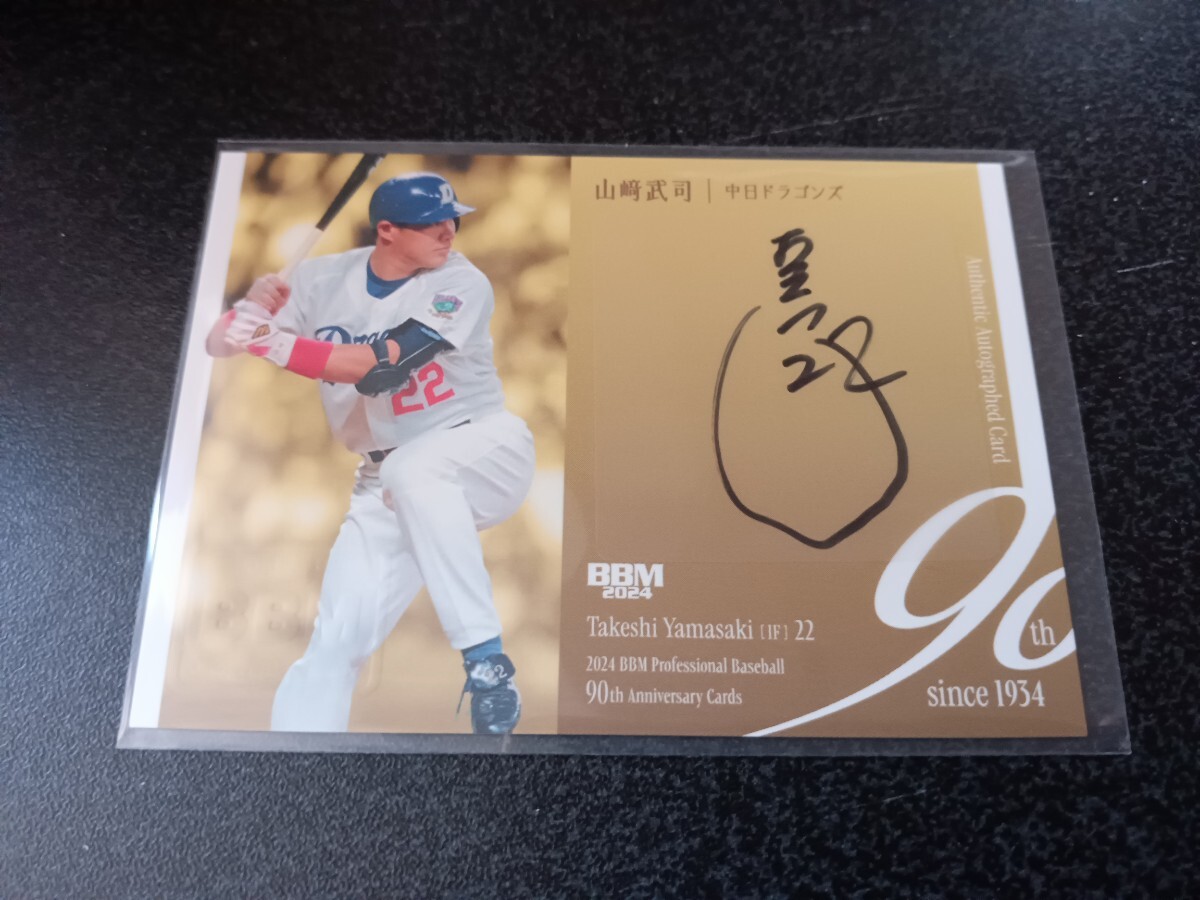 山﨑武司 | 中日ドラゴンズ
22
Authentic Autographed Card
BBM
2024
Takeshi Yamasaki [IF] 22
2024 BBM Professional Baseball
90th Anniversary Cards
90th
since 1934
D
22